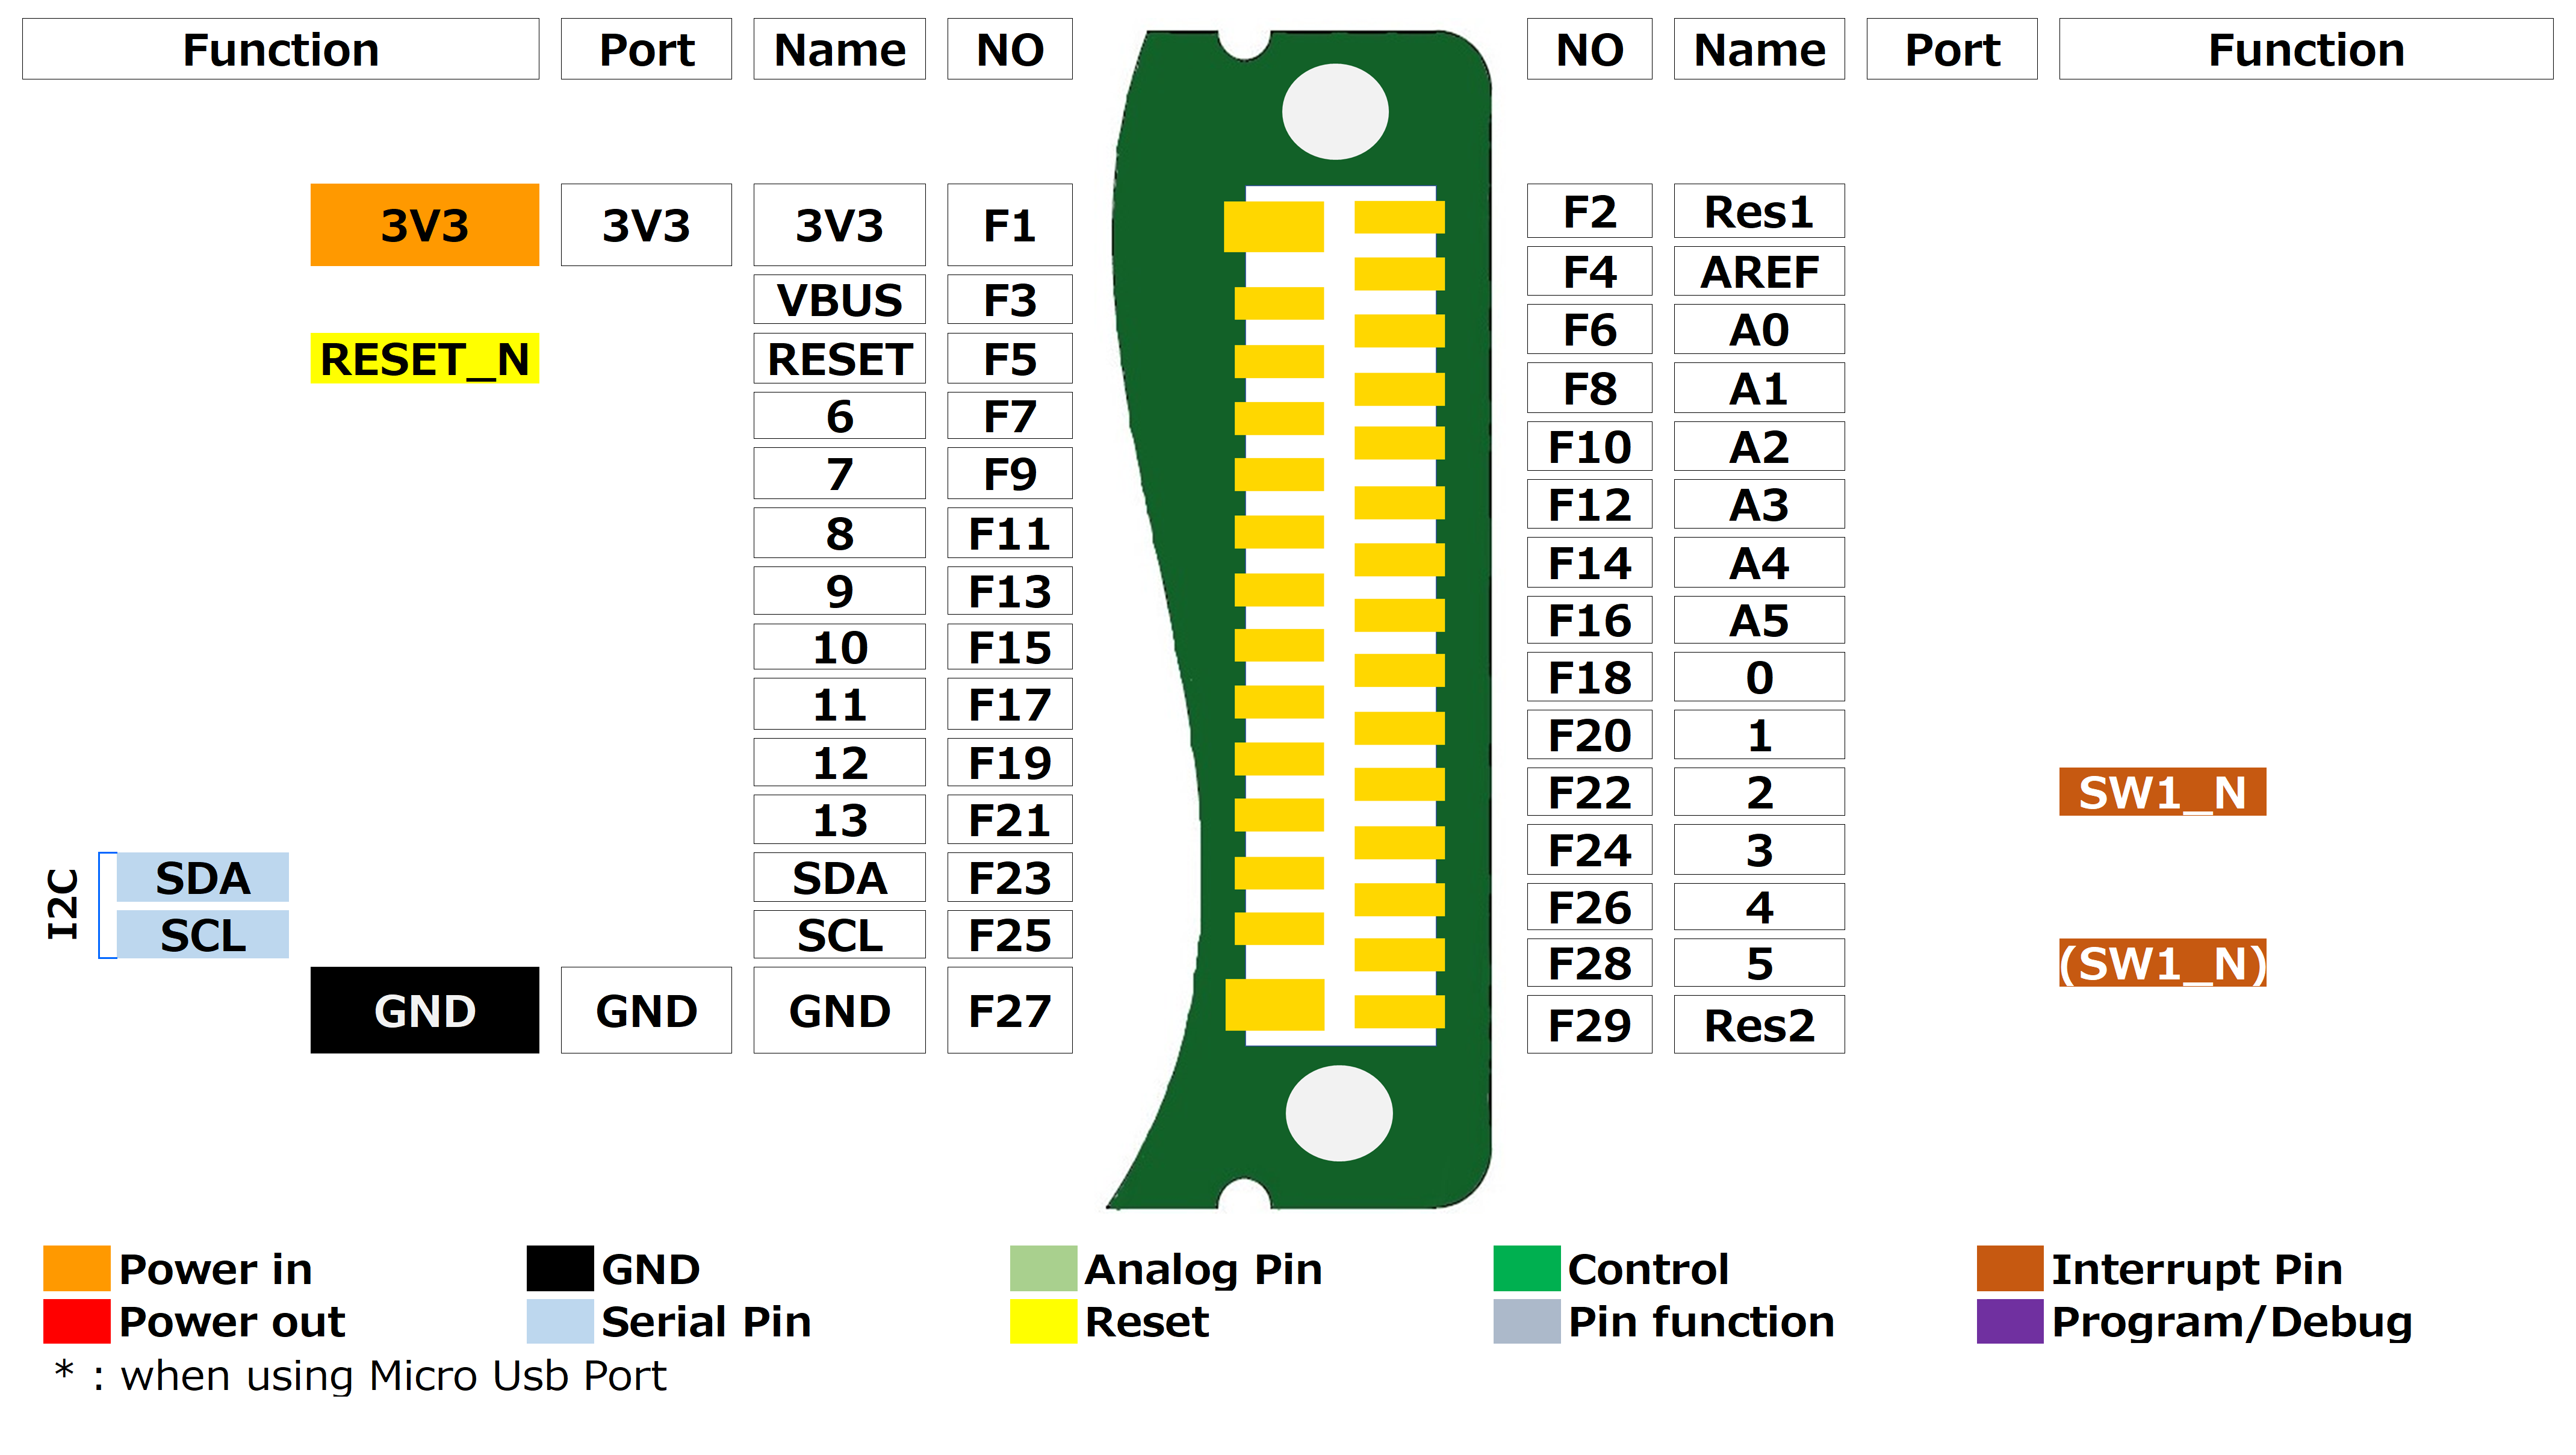 Function Port Name NO NO Name Port Function
3V3 3V3 3V3 F1 F2 Res1
VBUS F3 F4 AREF
RESET_N RESET F5 F6 A0
6 F7 F8 A1
7 F9 F10 A2
8 F11 F12 A3
9 F13 F14 A4
10 F15 F16 A5
11 F17 F18 0
12 F19 F20 1
13 F21 F22 2 SW1_N
I2C SDA SDA F23 F24 3
SCL SCL F25 F26 4
GND GND GND F27 F28 5 (SW1_N)
F29 Res2
Power in GND Analog Pin Control Interrupt Pin
Power out Serial Pin Reset Pin function Program/Debug
* : when using Micro Usb Port